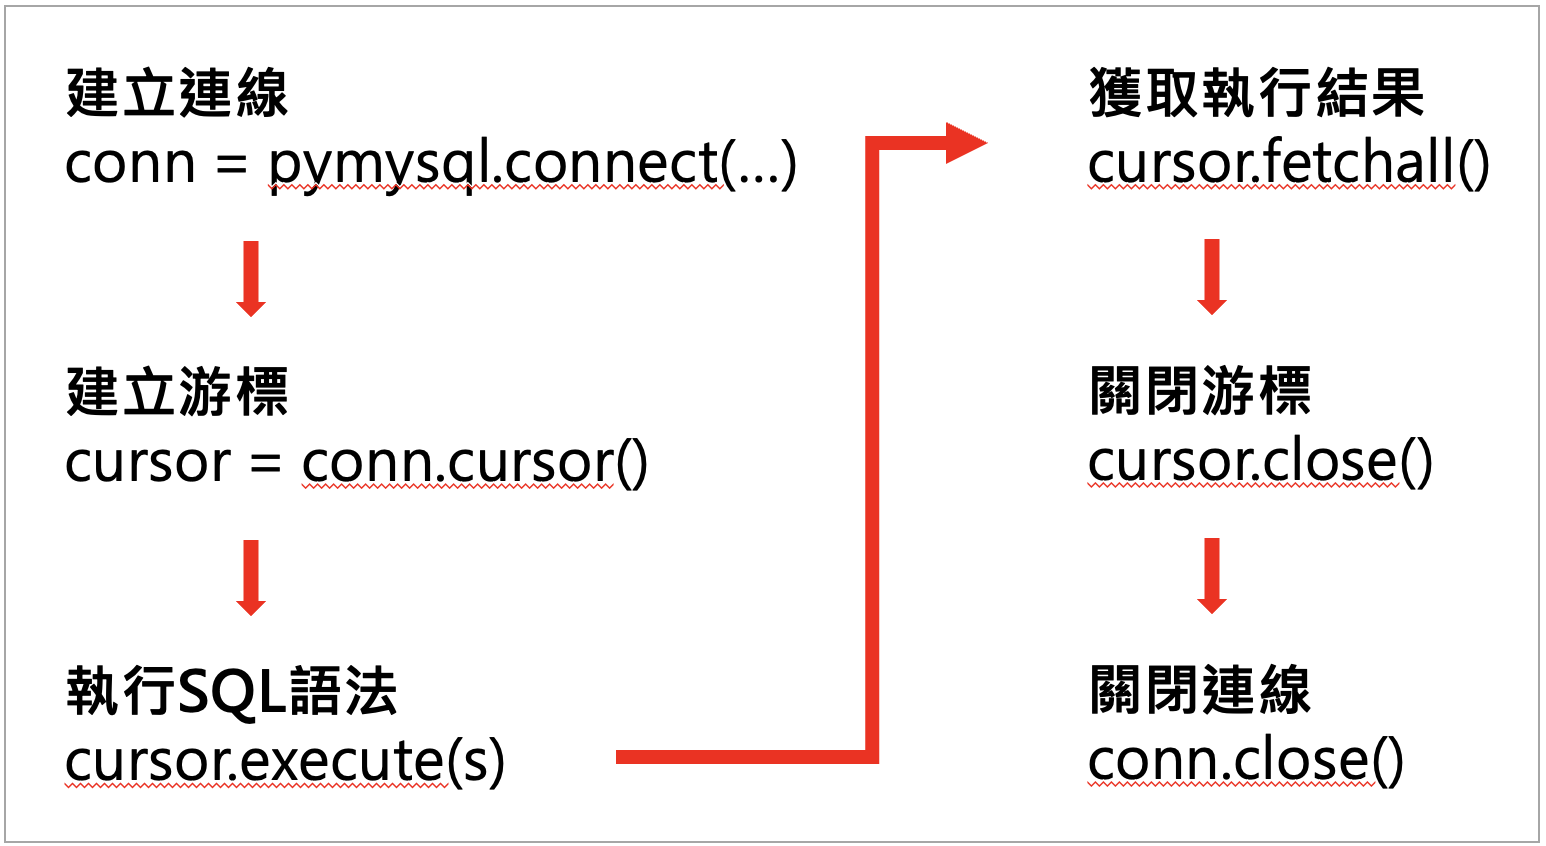 建立連線
conn = pymysql.connect(...)
建立游標
cursor = conn.cursor()
執行SQL語法
cursor.execute(s)
獲取執行結果
cursor.fetchall()
關閉游標
cursor.close()
關閉連線
conn.close()